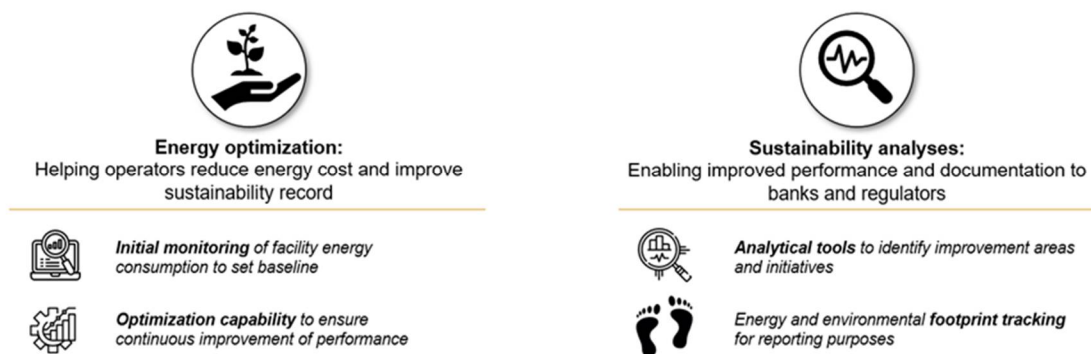 Energy optimization:
Helping operators reduce energy cost and improve
sustainability record
Initial monitoring of facility energy
consumption to set baseline
Optimization capability to ensure
continuous improvement of performance
Sustainability analyses:
Enabling improved performance and documentation to
banks and regulators
Analytical tools to identify improvement areas
and initiatives
Energy and environmental footprint tracking
for reporting purposes